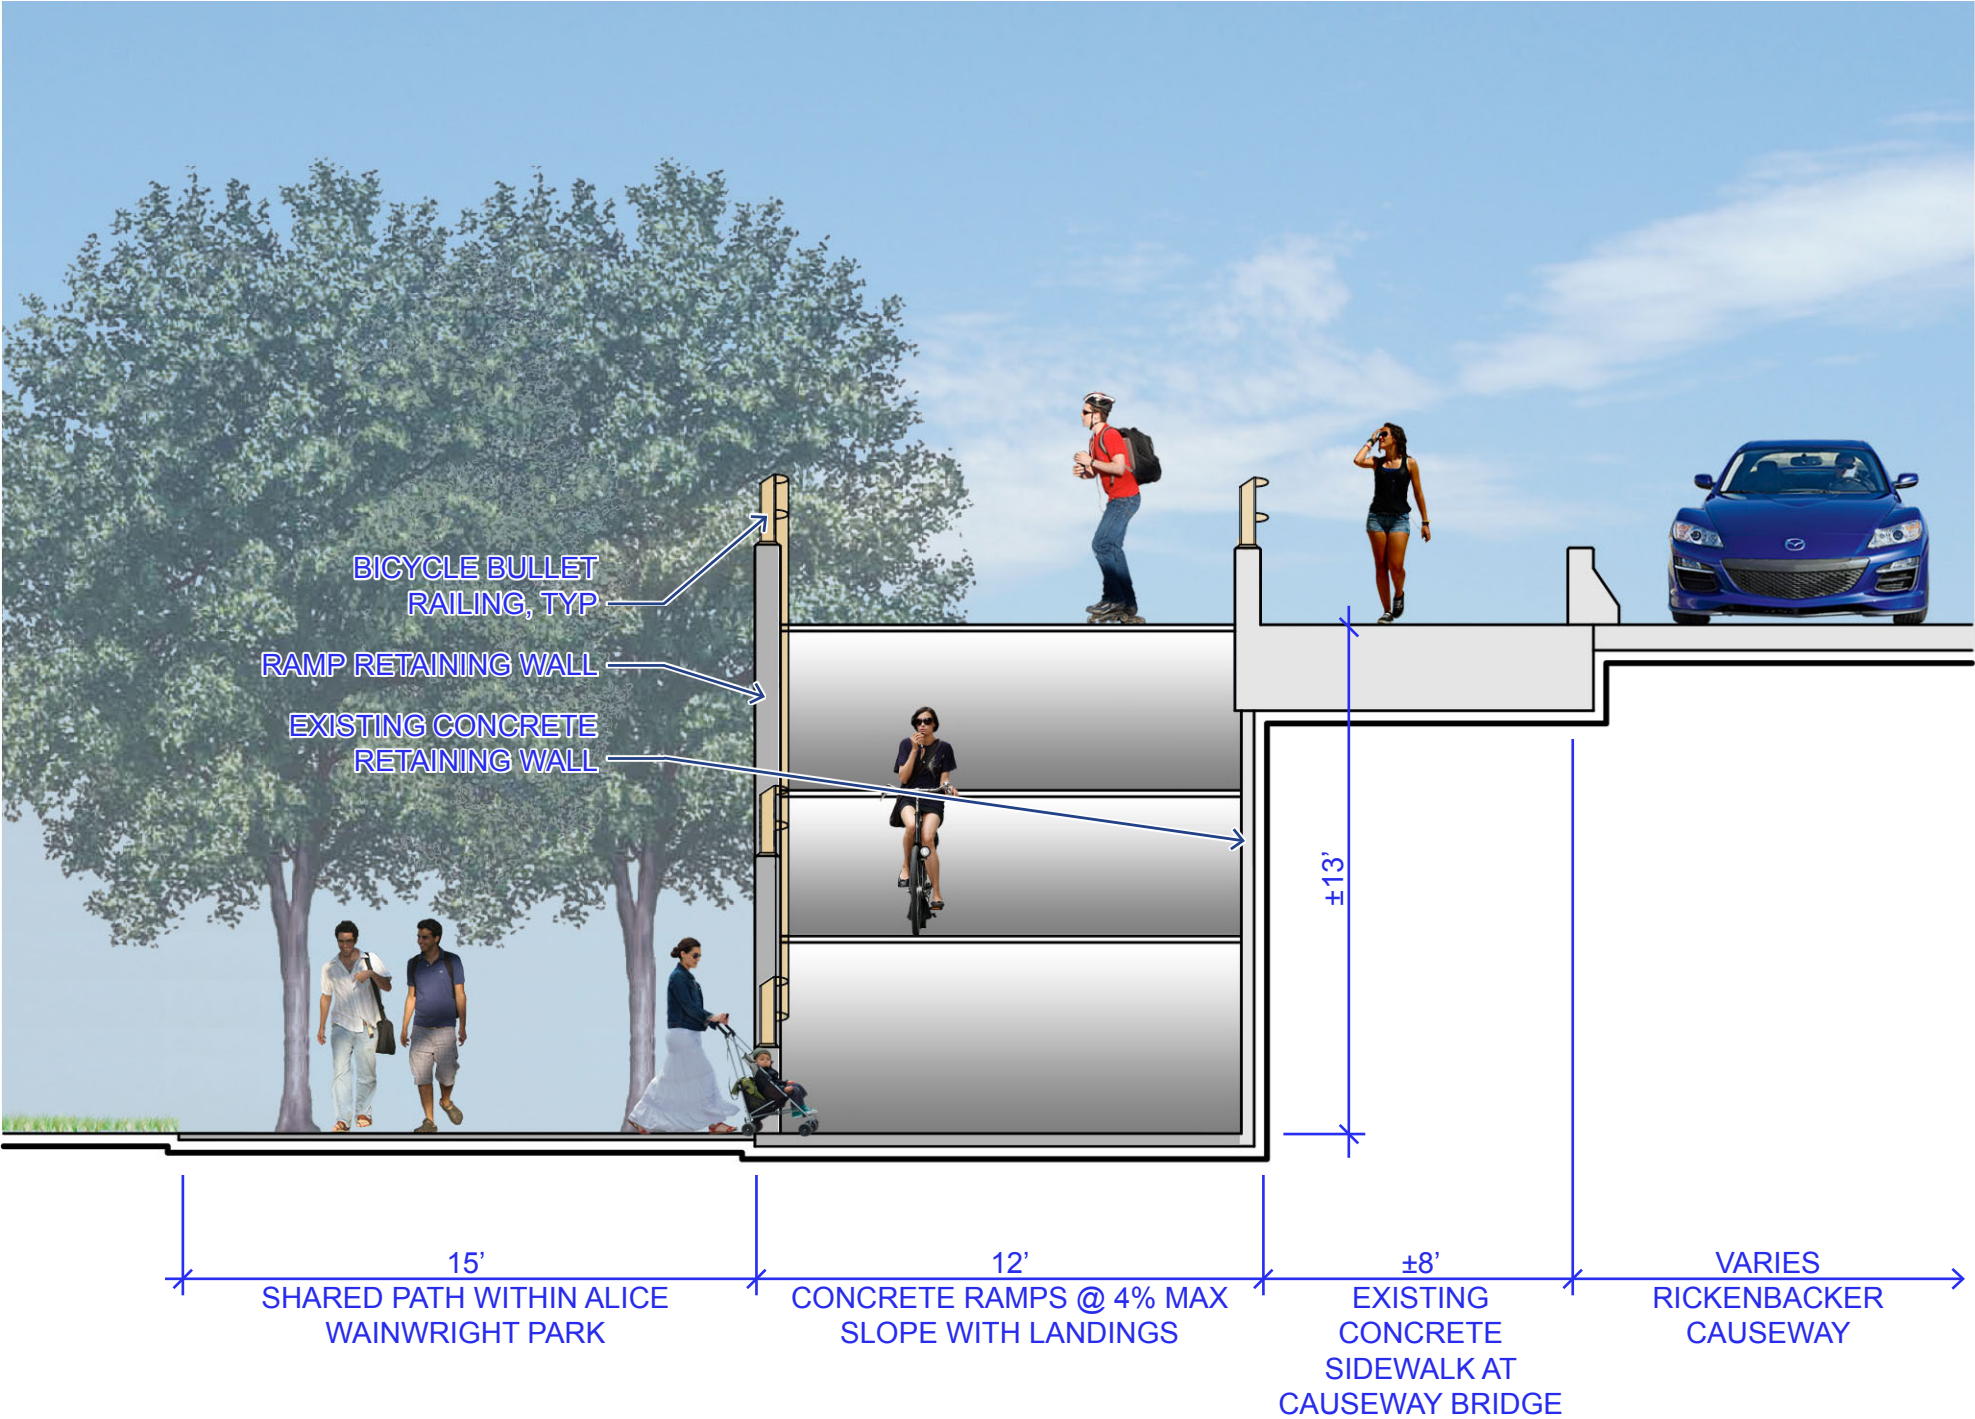 BICYCLE BULLET
RAILING, TYP
RAMP RETAINING WALL
EXISTING CONCRETE
RETAINING WALL
±13’
15’
SHARED PATH WITHIN ALICE
WAINWRIGHT PARK
12’
CONCRETE RAMPS @ 4% MAX
SLOPE WITH LANDINGS
±8’
EXISTING
CONCRETE
SIDEWALK AT
CAUSEWAY BRIDGE
VARIES
RICKENBACKER
CAUSEWAY